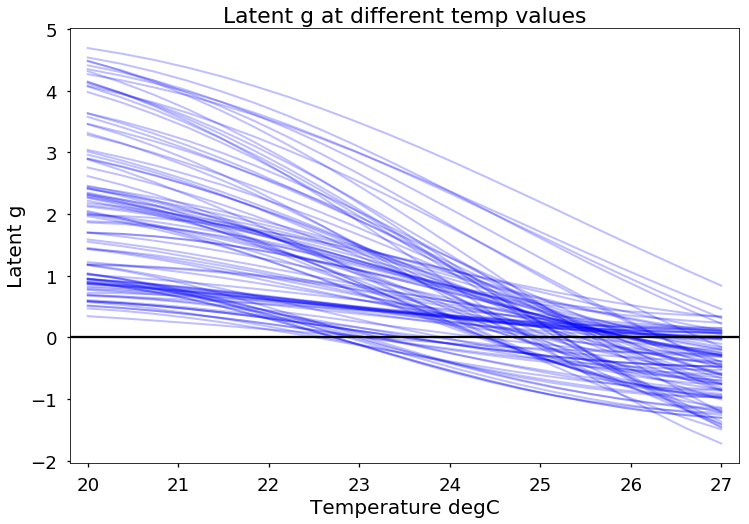 Latent g at different temp values
Latent g
5
4
3
2
1
0
−1
−2
20 21 22 23 24 25 26 27
Temperature degC